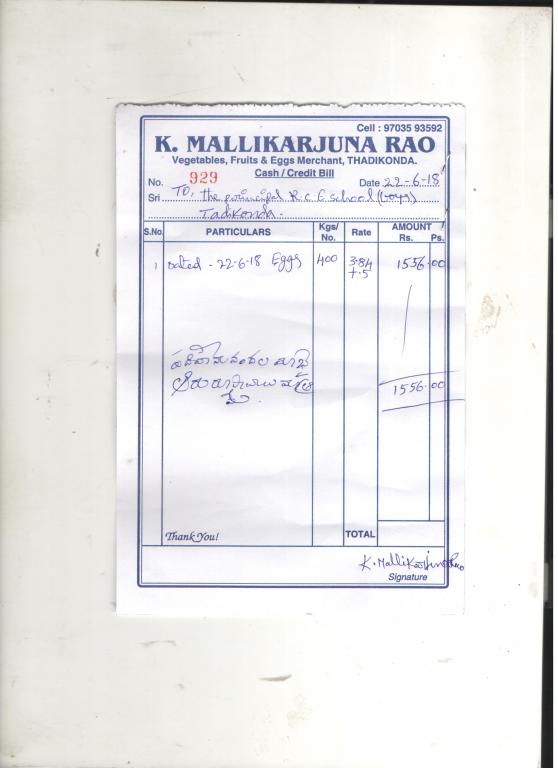 Cell : 97035 93592
K. MALLIKARJUNA RAO
Vegetables, Fruits & Eggs Merchant, THADIKONDA.
Cash / Credit Bill
No. 929 Date 22-6-18
Sri To, the principal R.C.E school (boys)
Tadikonda.
S.No. PARTICULARS Kgs/ No. Rate AMOUNT Rs. Ps.
1 Dated - 22-6-18 Eggs 400 3.84 1556.00
+.5
1556.00
Thank You! TOTAL
K. Mallikarjuna Rao
Signature